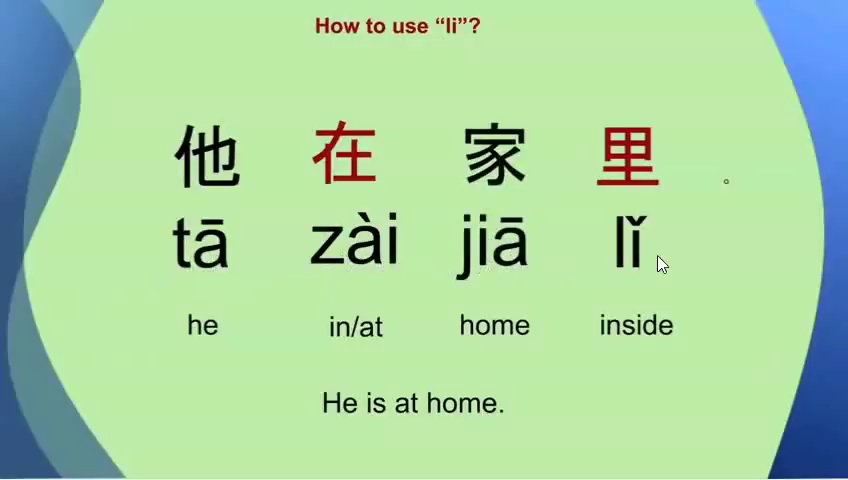 How to use “li”?
他 在 家 里 。
tā zài jiā lǐ
he in/at home inside
He is at home.